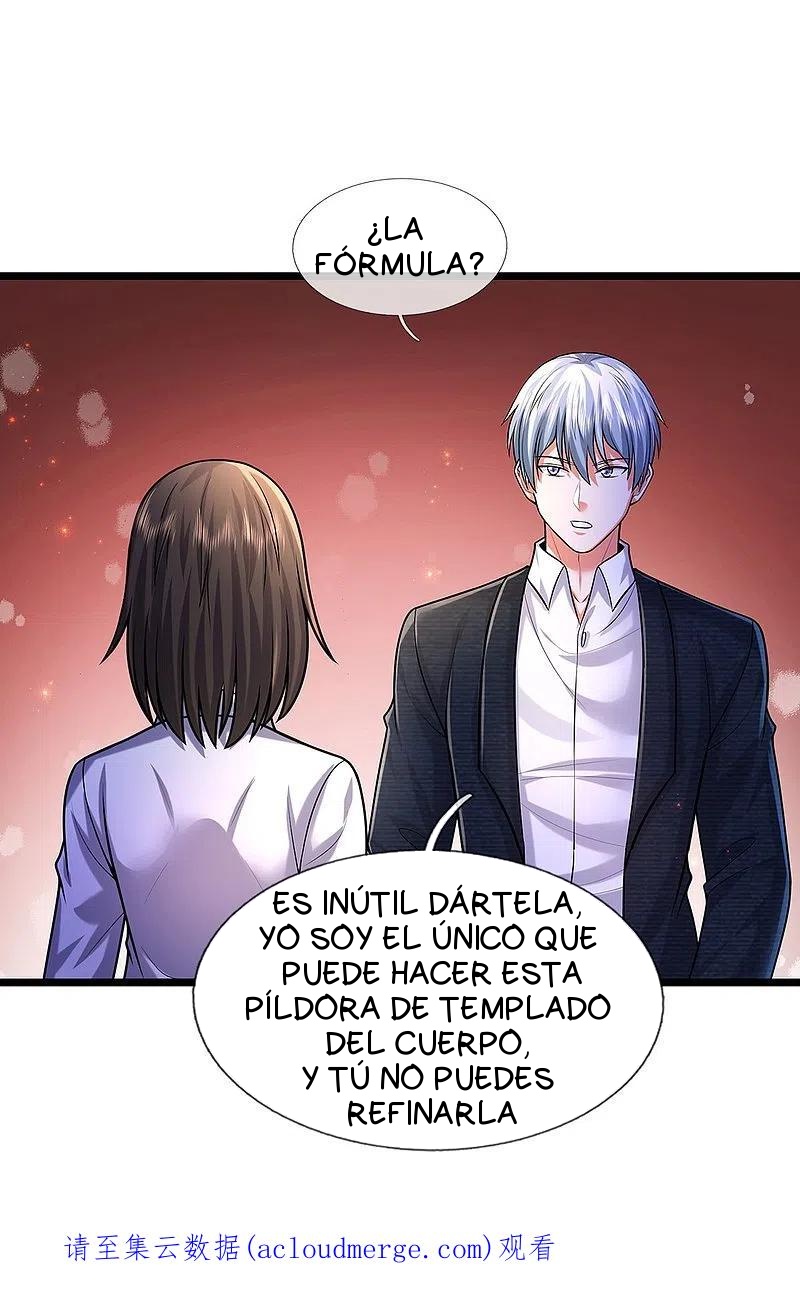 ¿LA
FÓRMULA?
ES INÚTIL DÁRTELA,
YO SOY EL ÚNICO QUE
PUEDE HACER ESTA
PÍLDORA DE TEMPLADO
DEL CUERPO,
Y TÚ NO PUEDES
REFINARLA
请至集云数据(acloudmerge.com)观看